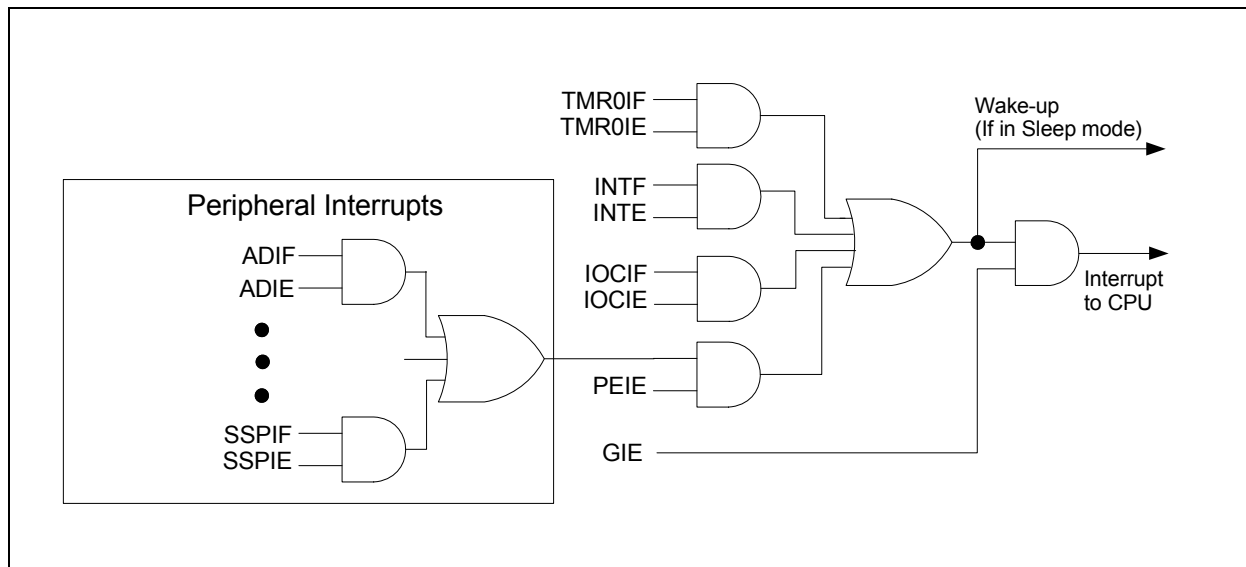 TMR0IF
TMR0IE
Wake-up
(If in Sleep mode)
INTF
INTE
Peripheral Interrupts
ADIF
ADIE
IOCIF
IOCIE
Interrupt
to CPU
PEIE
SSPIF
SSPIE
GIE